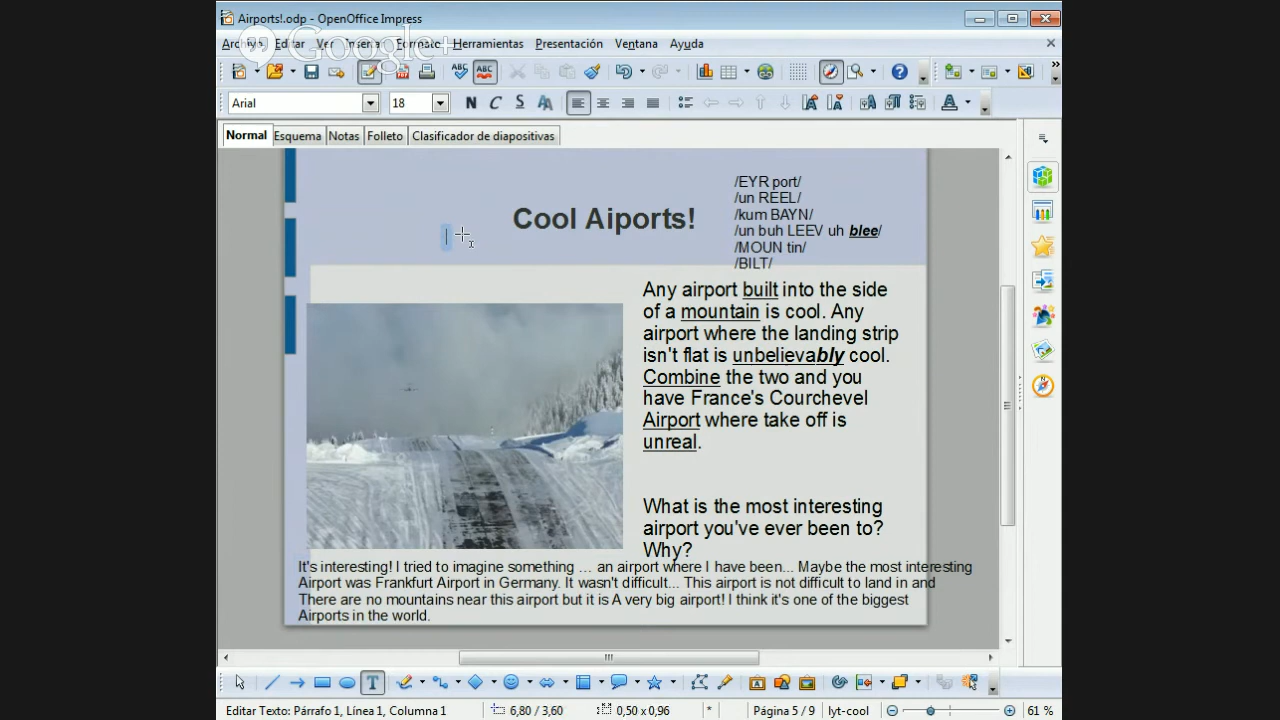 Airports!.odp - OpenOffice Impress
Archivo Editar Ver Insertar Formato Herramientas Presentación Ventana Ayuda
Google+
Arial 18 N C S
Normal Esquema Notas Folleto Clasificador de diapositivas
/EYR port/
/un REEL/
/kum BAYN/
/un buh LEEV uh blee/
/MOUN tin/
/BILT/
Cool Aiports!
Any airport built into the side
of a mountain is cool. Any
airport where the landing strip
isn't flat is unbelievably cool.
Combine the two and you
have France's Courchevel
Airport where take off is
unreal.
What is the most interesting
airport you've ever been to?
Why?
It's interesting! I tried to imagine something ... an airport where I have been... Maybe the most interesting
Airport was Frankfurt Airport in Germany. It wasn't difficult... This airport is not difficult to land in and
There are no mountains near this airport but it is A very big airport! I think it's one of the biggest
Airports in the world.
Editar Texto: Párrafo 1, Línea 1, Columna 1 6,80 / 3,60 0,50 x 0,96 * Página 5 / 9 lyt-cool 61 %